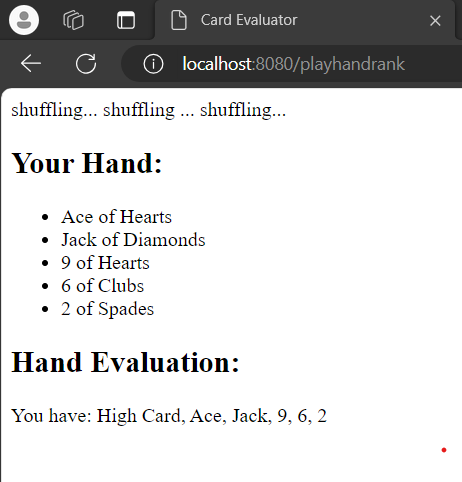 Card Evaluator
localhost:8080/playhandrank
shuffling... shuffling ... shuffling...
Your Hand:
Ace of Hearts
Jack of Diamonds
9 of Hearts
6 of Clubs
2 of Spades
Hand Evaluation:
You have: High Card, Ace, Jack, 9, 6, 2